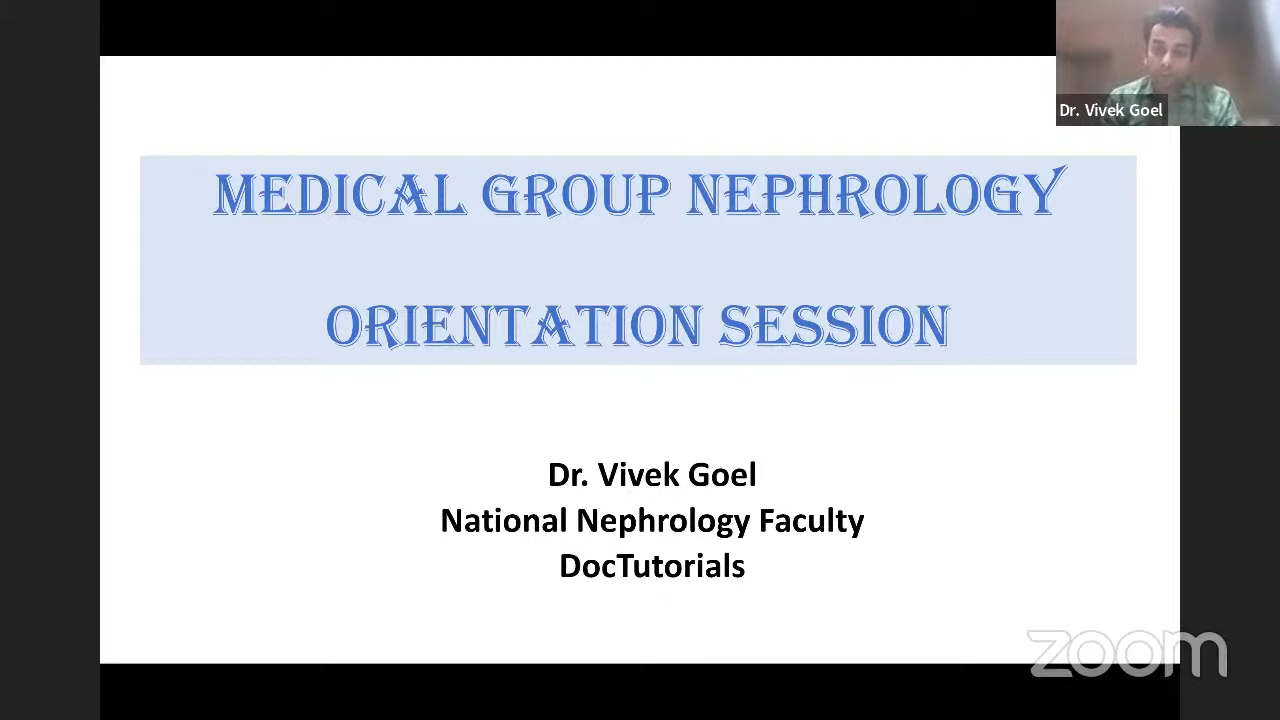 Dr. Vivek Goel
MEDICAL GROUP NEPHROLOGY
ORIENTATION SESSION
Dr. Vivek Goel
National Nephrology Faculty
DocTutorials
zoom